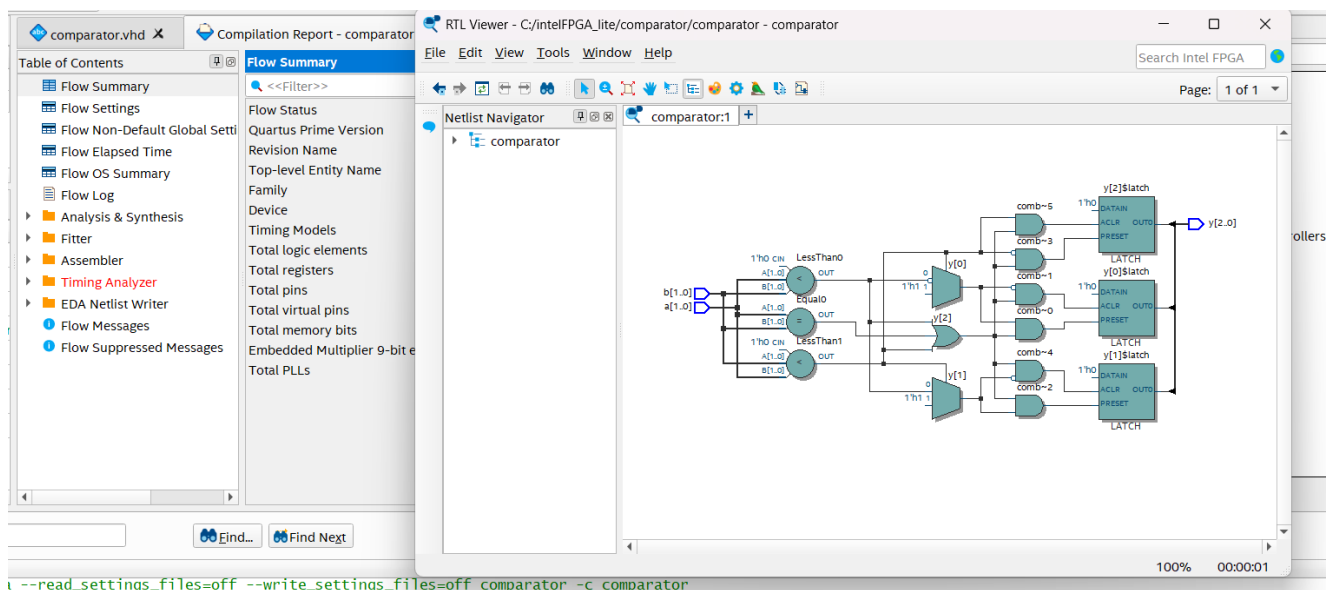 comparator.vhd
Compilation Report - comparator
Table of Contents
Flow Summary
Flow Settings
Flow Non-Default Global Setti
Flow Elapsed Time
Flow OS Summary
Flow Log
Analysis & Synthesis
Fitter
Assembler
Timing Analyzer
EDA Netlist Writer
Flow Messages
Flow Suppressed Messages
Flow Summary
<<Filter>>
Flow Status
Quartus Prime Version
Revision Name
Top-level Entity Name
Family
Device
Timing Models
Total logic elements
Total registers
Total pins
Total virtual pins
Total memory bits
Embedded Multiplier 9-bit e
Total PLLs
Find...
Find Next
--read_settings_files=off --write_settings_files=off comparator -c comparator
RTL Viewer - C:/intelFPGA_lite/comparator/comparator - comparator
File Edit View Tools Window Help
Search Intel FPGA
Page: 1 of 1
Netlist Navigator
comparator
comparator:1
b[1..0]
a[1..0]
1'h0 CIN LessThan0
A[1..0] OUT
B[1..0]
<
Equal0
A[1..0] OUT
B[1..0]
=
1'h0 CIN LessThan1
A[1..0] OUT
B[1..0]
<
y[0]
0
1'h1 1
y[2]
y[1]
0
1'h1 1
comb~5
comb~3
comb~1
comb~0
comb~4
comb~2
y[2]$latch
1'h0 DATAIN
ACLR OUT0
PRESET
LATCH
y[0]$latch
1'h0 DATAIN
ACLR OUT0
PRESET
LATCH
y[1]$latch
1'h0 DATAIN
ACLR OUT0
PRESET
LATCH
y[2..0]
100% 00:00:01
rollers